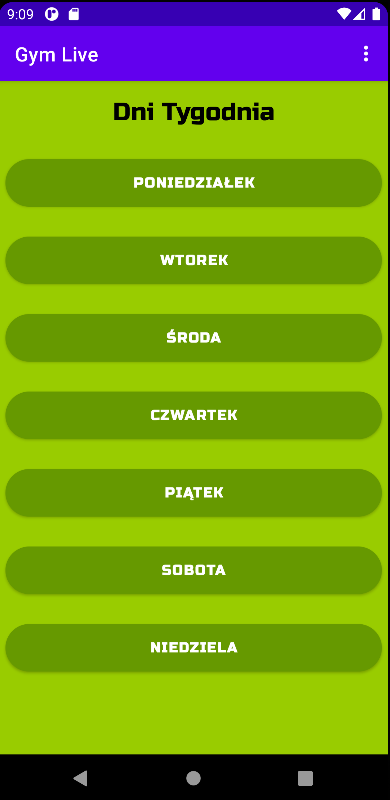 9:09
Gym Live
Dni Tygodnia
PONIEDZIAŁEK
WTOREK
ŚRODA
CZWARTEK
PIĄTEK
SOBOTA
NIEDZIELA